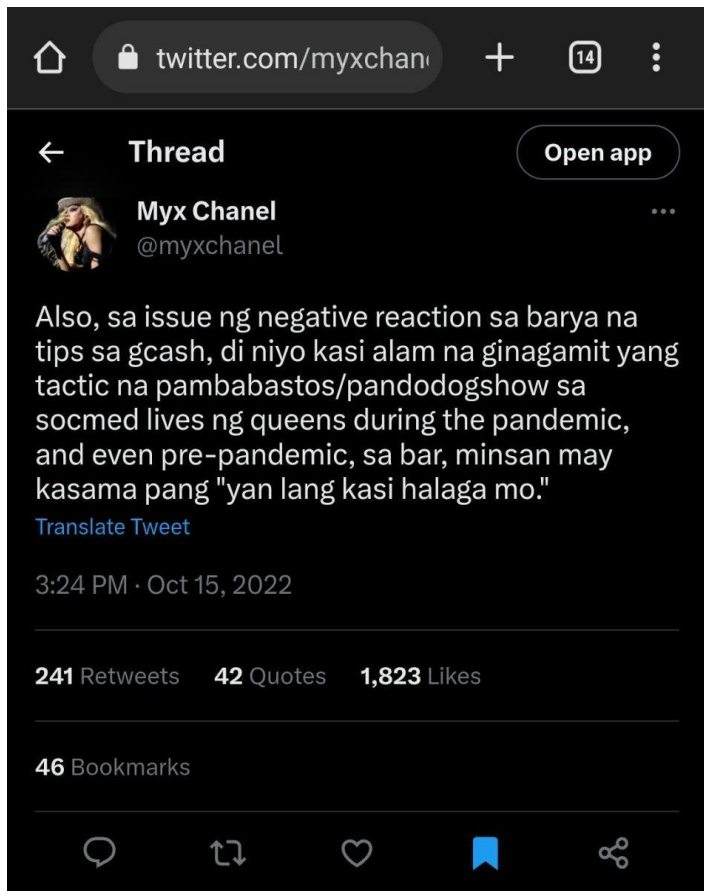 twitter.com/myxchan
14
Thread
Open app
Myx Chanel
@myxchanel
Also, sa issue ng negative reaction sa barya na
tips sa gcash, di niyo kasi alam na ginagamit yang
tactic na pambabastos/pandodogshow sa
socmed lives ng queens during the pandemic,
and even pre-pandemic, sa bar, minsan may
kasama pang "yan lang kasi halaga mo."
Translate Tweet
3:24 PM · Oct 15, 2022
241 Retweets 42 Quotes 1,823 Likes
46 Bookmarks